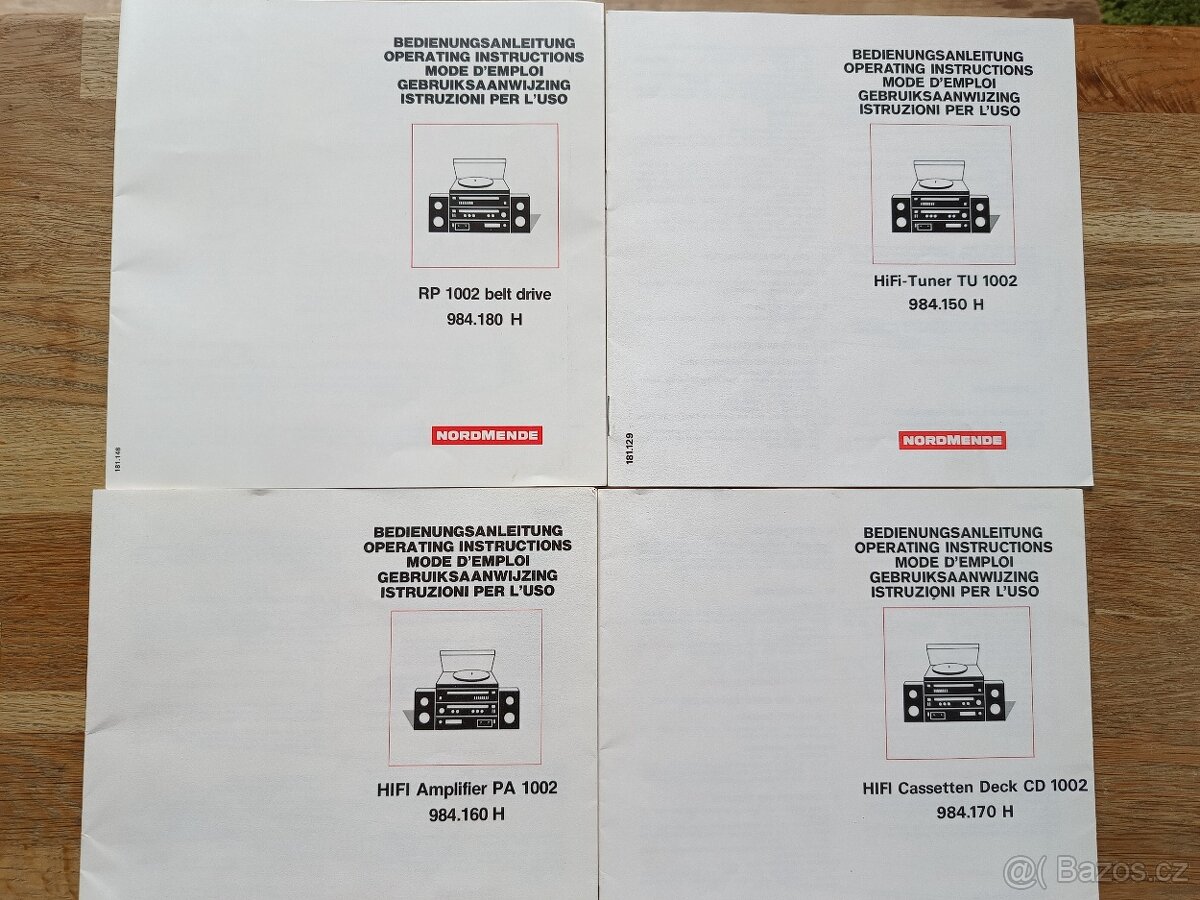 BEDIENUNGSANLEITUNG
OPERATING INSTRUCTIONS
MODE D'EMPLOI
GEBRUIKSAANWIJZING
ISTRUZIONI PER L'USO
RP 1002 belt drive
984.180 H
NORDMENDE
181.148
BEDIENUNGSANLEITUNG
OPERATING INSTRUCTIONS
MODE D'EMPLOI
GEBRUIKSAANWIJZING
ISTRUZIONI PER L'USO
HiFi-Tuner TU 1002
984.150 H
NORDMENDE
181.129
BEDIENUNGSANLEITUNG
OPERATING INSTRUCTIONS
MODE D'EMPLOI
GEBRUIKSAANWIJZING
ISTRUZIONI PER L'USO
HIFI Amplifier PA 1002
984.160 H
BEDIENUNGSANLEITUNG
OPERATING INSTRUCTIONS
MODE D'EMPLOI
GEBRUIKSAANWIJZING
ISTRUZIONI PER L'USO
HIFI Cassetten Deck CD 1002
984.170 H
@( Bazos.cz